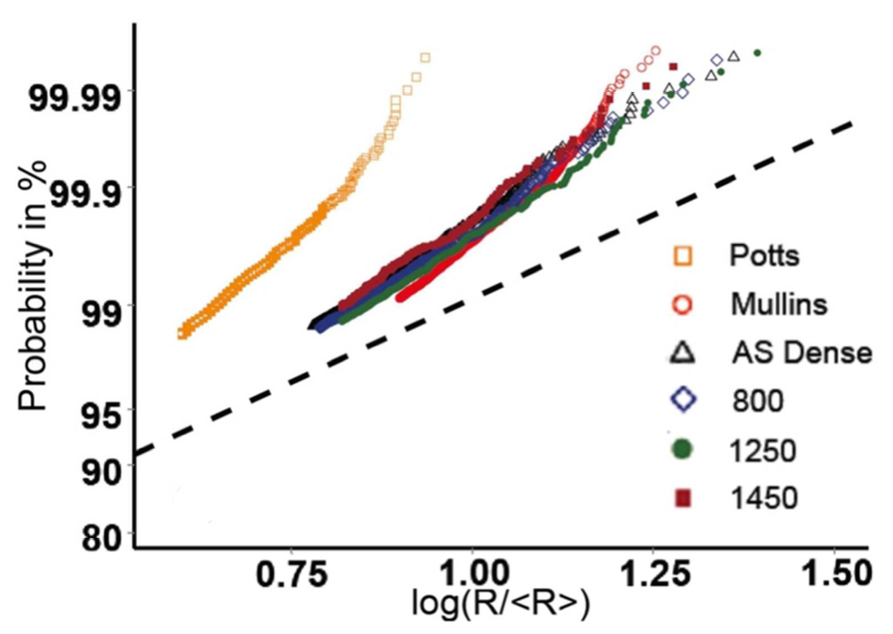 Probability in %
99.99
99.9
99
95
90
80
0.75 1.00 1.25 1.50
log(R/<R>)
Potts
Mullins
AS Dense
800
1250
1450